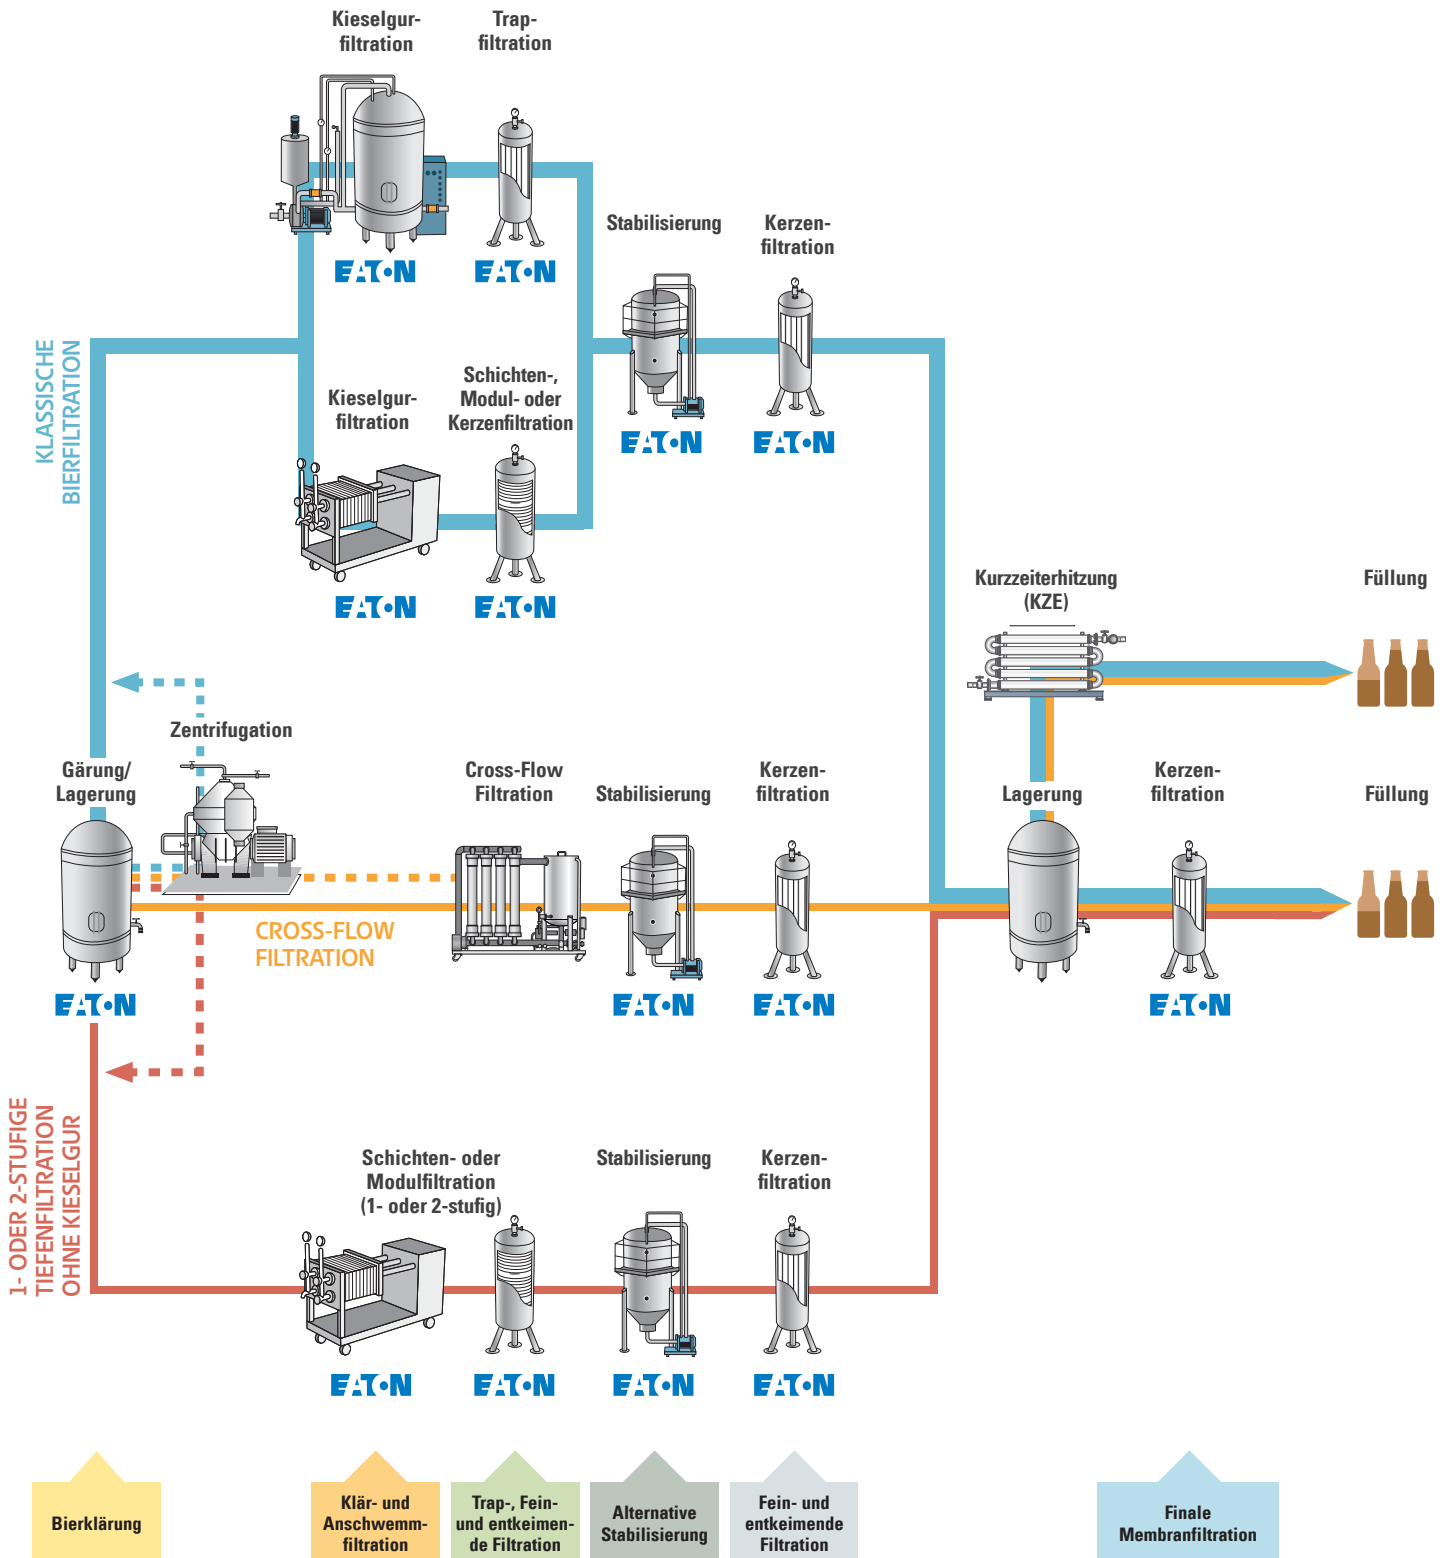 Kieselgur-
filtration
Trap-
filtration
EATON
EATON
Stabilisierung
Kerzen-
filtration
EATON
EATON
KLASSISCHE
BIERFILTRATION
Kieselgur-
filtration
Schichten-,
Modul- oder
Kerzenfiltration
EATON
EATON
Kurzzeiterhitzung
(KZE)
Füllung
Zentrifugation
Gärung/
Lagerung
Cross-Flow
Filtration
Stabilisierung
Kerzen-
filtration
Lagerung
Kerzen-
filtration
Füllung
CROSS-FLOW
FILTRATION
EATON
EATON
EATON
EATON
1- ODER 2-STUFIGE
TIEFENFILTRATION
OHNE KIESELGUR
Schichten- oder
Modulfiltration
(1- oder 2-stufig)
Stabilisierung
Kerzen-
filtration
EATON
EATON
EATON
EATON
Bierklärung
Klär- und
Anschwemm-
filtration
Trap-, Fein-
und entkeimen-
de Filtration
Alternative
Stabilisierung
Fein- und
entkeimende
Filtration
Finale
Membranfiltration